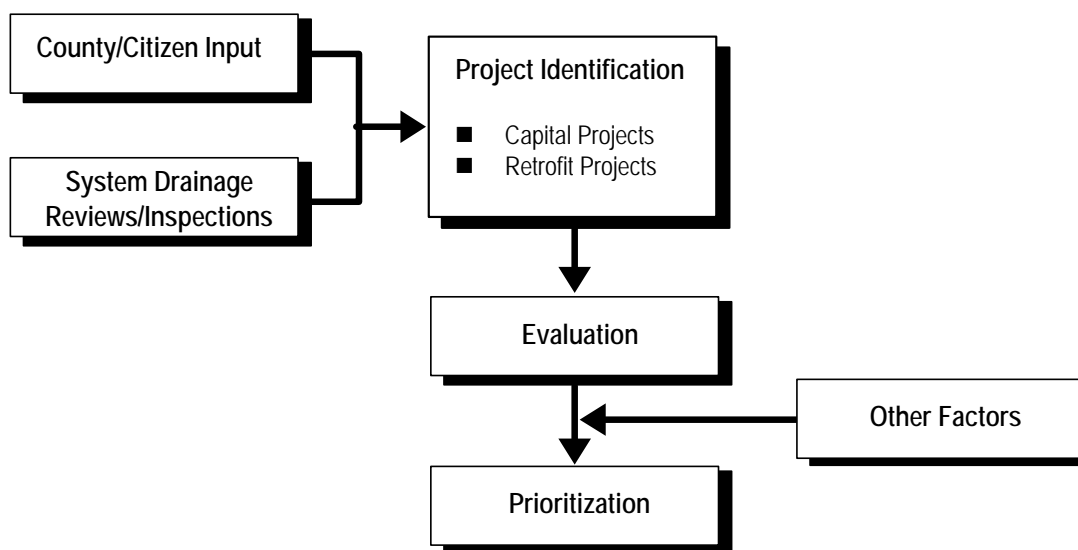 County/Citizen Input
System Drainage
Reviews/Inspections
Project Identification
Capital Projects
Retrofit Projects
Evaluation
Other Factors
Prioritization